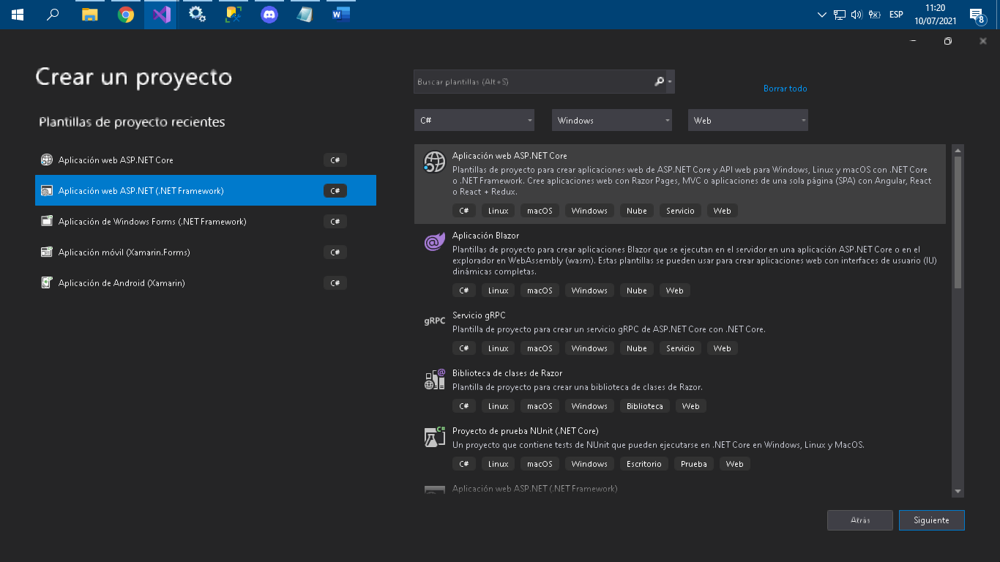 ESP
11:20
10/07/2021
8
Crear un proyecto
Plantillas de proyecto recientes
Aplicación web ASP.NET Core C#
Aplicación web ASP.NET (.NET Framework) C#
Aplicación de Windows Forms (.NET Framework) C#
Aplicación móvil (Xamarin.Forms) C#
Aplicación de Android (Xamarin) C#
Buscar plantillas (Alt+S)
Borrar todo
C# Windows Web
Aplicación web ASP.NET Core
Plantillas de proyecto para crear aplicaciones web de ASP.NET Core y API web para Windows, Linux y macOS con .NET Core
o .NET Framework. Cree aplicaciones web con Razor Pages, MVC o aplicaciones de una sola página (SPA) con Angular, React
o React + Redux.
C# Linux macOS Windows Nube Servicio Web
Aplicación Blazor
Plantillas de proyecto para crear aplicaciones Blazor que se ejecutan en el servidor en una aplicación ASP.NET Core o en el
explorador en WebAssembly (wasm). Estas plantillas se pueden usar para crear aplicaciones web con interfaces de usuario (IU)
dinámicas completas.
C# Linux macOS Windows Nube Web
gRPC
Servicio gRPC
Plantilla de proyecto para crear un servicio gRPC de ASP.NET Core con .NET Core.
C# Linux macOS Windows Nube Servicio Web
Biblioteca de clases de Razor
Plantilla de proyecto para crear una biblioteca de clases de Razor.
C# Linux macOS Windows Biblioteca Web
Proyecto de prueba NUnit (.NET Core)
Un proyecto que contiene tests de NUnit que pueden ejecutarse en .NET Core en Windows, Linux y MacOS.
C# Linux macOS Windows Escritorio Prueba Web
Aplicación web ASP.NET (.NET Framework)
Atrás Siguiente